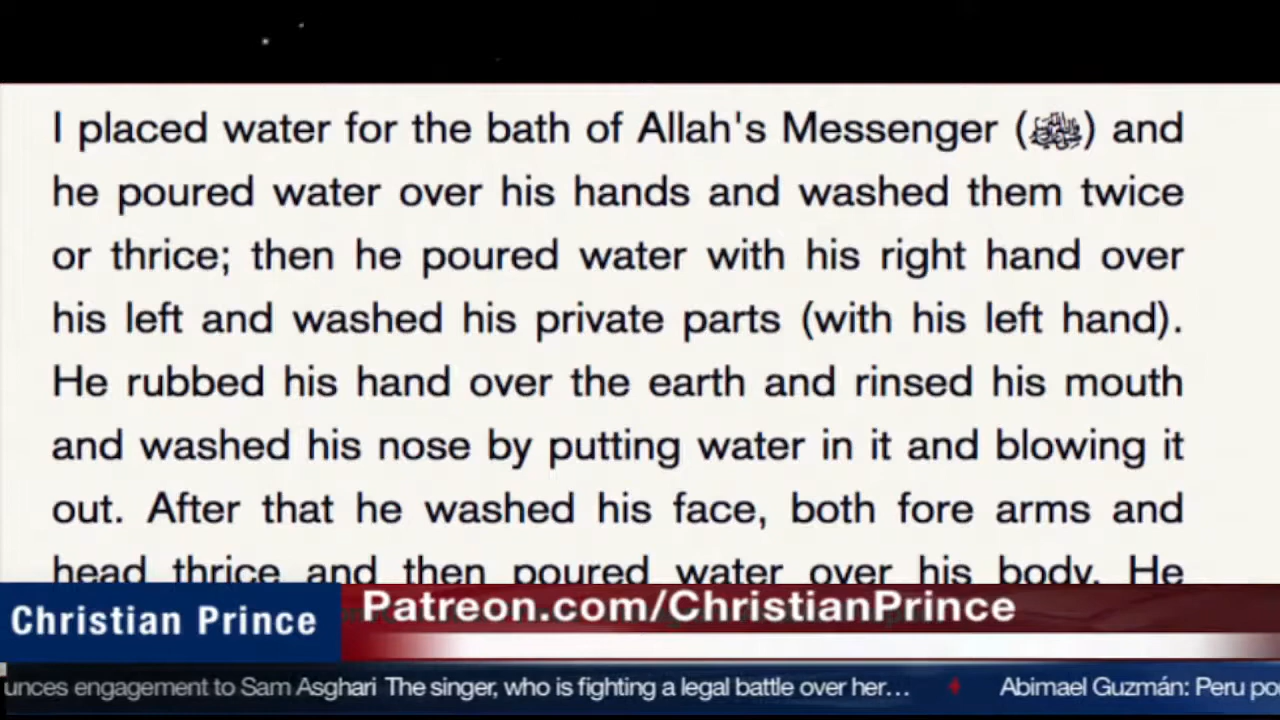 I placed water for the bath of Allah's Messenger (ﷺ) and
he poured water over his hands and washed them twice
or thrice; then he poured water with his right hand over
his left and washed his private parts (with his left hand).
He rubbed his hand over the earth and rinsed his mouth
and washed his nose by putting water in it and blowing it
out. After that he washed his face, both fore arms and
head thrice and then poured water over his body. He
Christian Prince
Patreon.com/ChristianPrince
unces engagement to Sam Asghari The singer, who is fighting a legal battle over her... Abimael Guzmán: Peru po